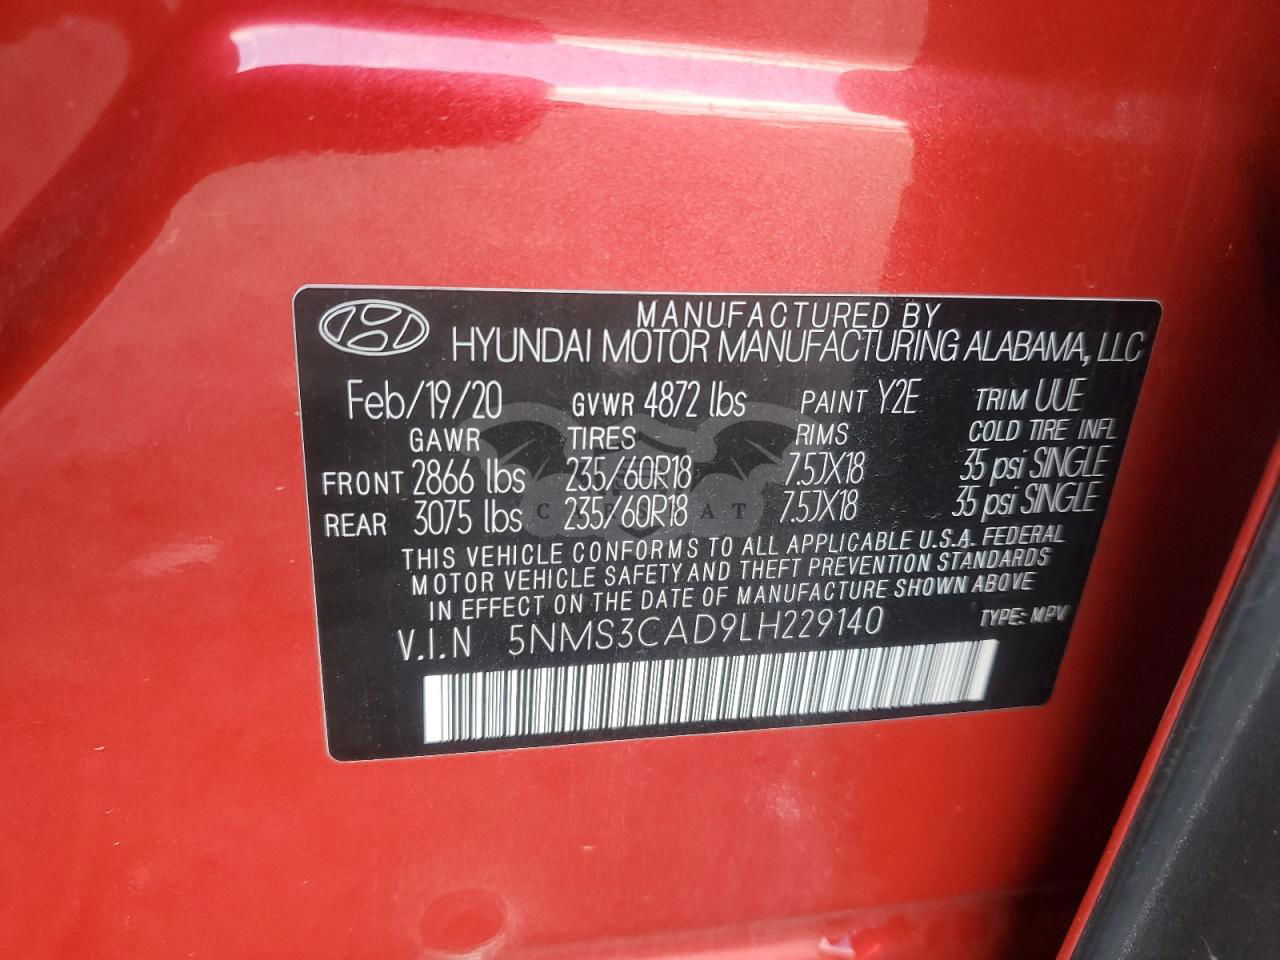 MANUFACTURED BY
HYUNDAI MOTOR MANUFACTURING ALABAMA, LLC
Feb/19/20 GVWR 4872 lbs PAINT Y2E TRIM UUE
GAWR TIRES RIMS COLD TIRE INFL
FRONT 2866 lbs 235/60R18 7.5JX18 35 psi SINGLE
REAR 3075 lbs 235/60R18 7.5JX18 35 psi SINGLE
THIS VEHICLE CONFORMS TO ALL APPLICABLE U.S.A. FEDERAL
MOTOR VEHICLE SAFETY AND THEFT PREVENTION STANDARDS
IN EFFECT ON THE DATE OF MANUFACTURE SHOWN ABOVE
V.I.N 5NMS3CAD9LH229140 TYPE: MPV